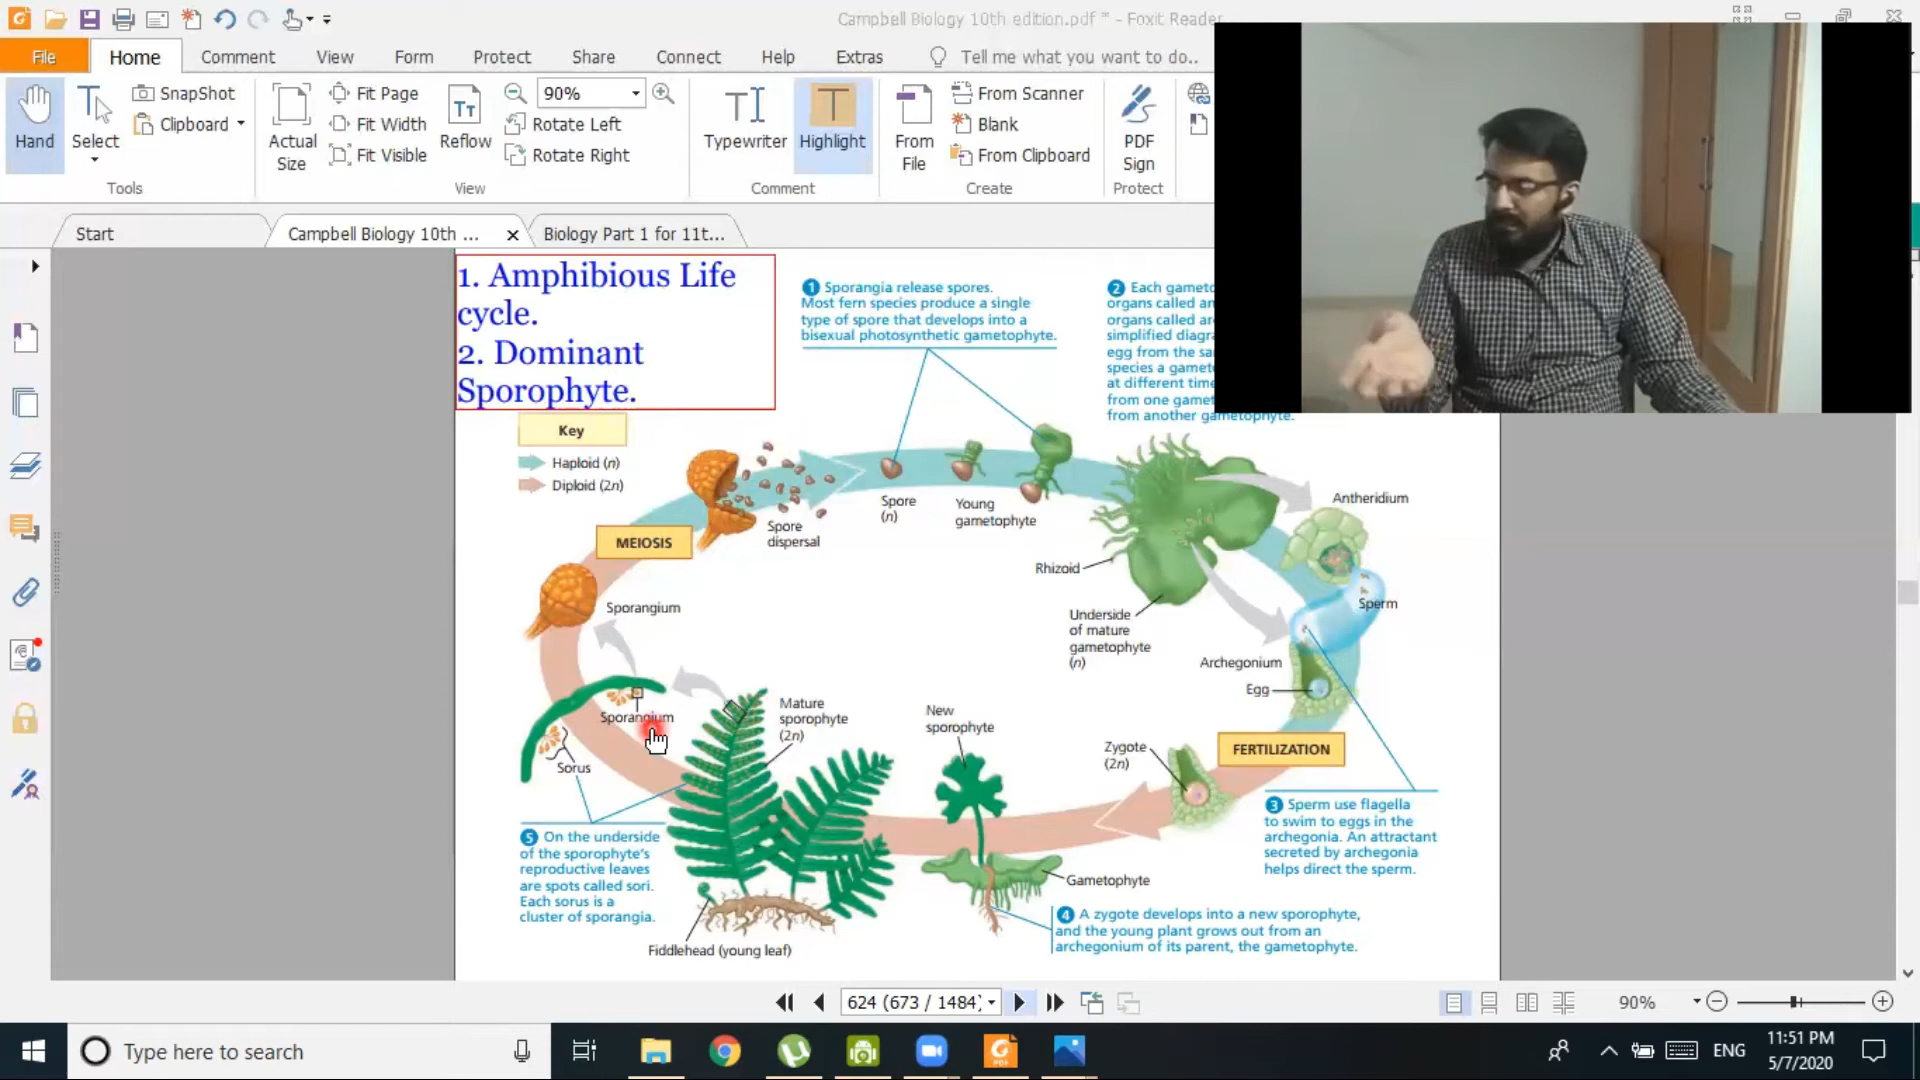 Campbell Biology 10th edition.pdf * - Foxit Reader
File Home Comment View Form Protect Share Connect Help Extras Tell me what you want to do..
Hand
Select
SnapShot
Clipboard
Tools
Actual
Size
Fit Page
Fit Width
Fit Visible
Reflow
90%
Rotate Left
Rotate Right
View
Typewriter
Highlight
Comment
From
File
From Scanner
Blank
From Clipboard
Create
PDF
Sign
Protect
Start
Campbell Biology 10th ...
Biology Part 1 for 11t...
1. Amphibious Life
cycle.
2. Dominant
Sporophyte.
1 Sporangia release spores.
Most fern species produce a single
type of spore that develops into a
bisexual photosynthetic gametophyte.
2 Each
organs called
organs called
simplified
egg from the
species a
at different
from one
from another gametophyte.
Key
Haploid (n)
Diploid (2n)
MEIOSIS
Spore
dispersal
Spore
(n)
Young
gametophyte
Antheridium
Rhizoid
Underside
of mature
gametophyte
(n)
Sperm
Archegonium
Egg
Sporangium
Sporangium
Sorus
Mature
sporophyte
(2n)
New
sporophyte
Zygote
(2n)
FERTILIZATION
3 Sperm use flagella
to swim to eggs in the
archegonia. An attractant
secreted by archegonia
helps direct the sperm.
5 On the underside
of the sporophyte's
reproductive leaves
are spots called sori.
Each sorus is a
cluster of sporangia.
Gametophyte
4 A zygote develops into a new sporophyte,
and the young plant grows out from an
archegonium of its parent, the gametophyte.
Fiddlehead (young leaf)
624 (673 / 1484)
90%
Type here to search
ENG
11:51 PM
5/7/2020